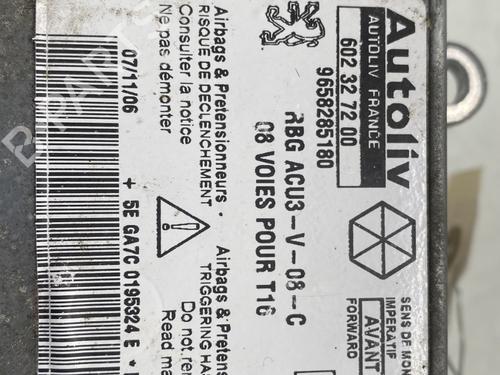 Autoliv
AUTOLIV FRANCE
602 32 72 00
9658285180
RBG ACU3-V-08-C
08 VOIES POUR T16
SENS DE MO
IMPERATIF
AVANT
FORWARD
Airbags & Pretensionneurs -
RISQUE DE DECLENCHEMENT
Consulter la notice
Ne pas démonter
Airbags & Prete
TRIGGERING HA
Do not re
Read ma
07/11/06
+ 5E GA7C 0195324 E *